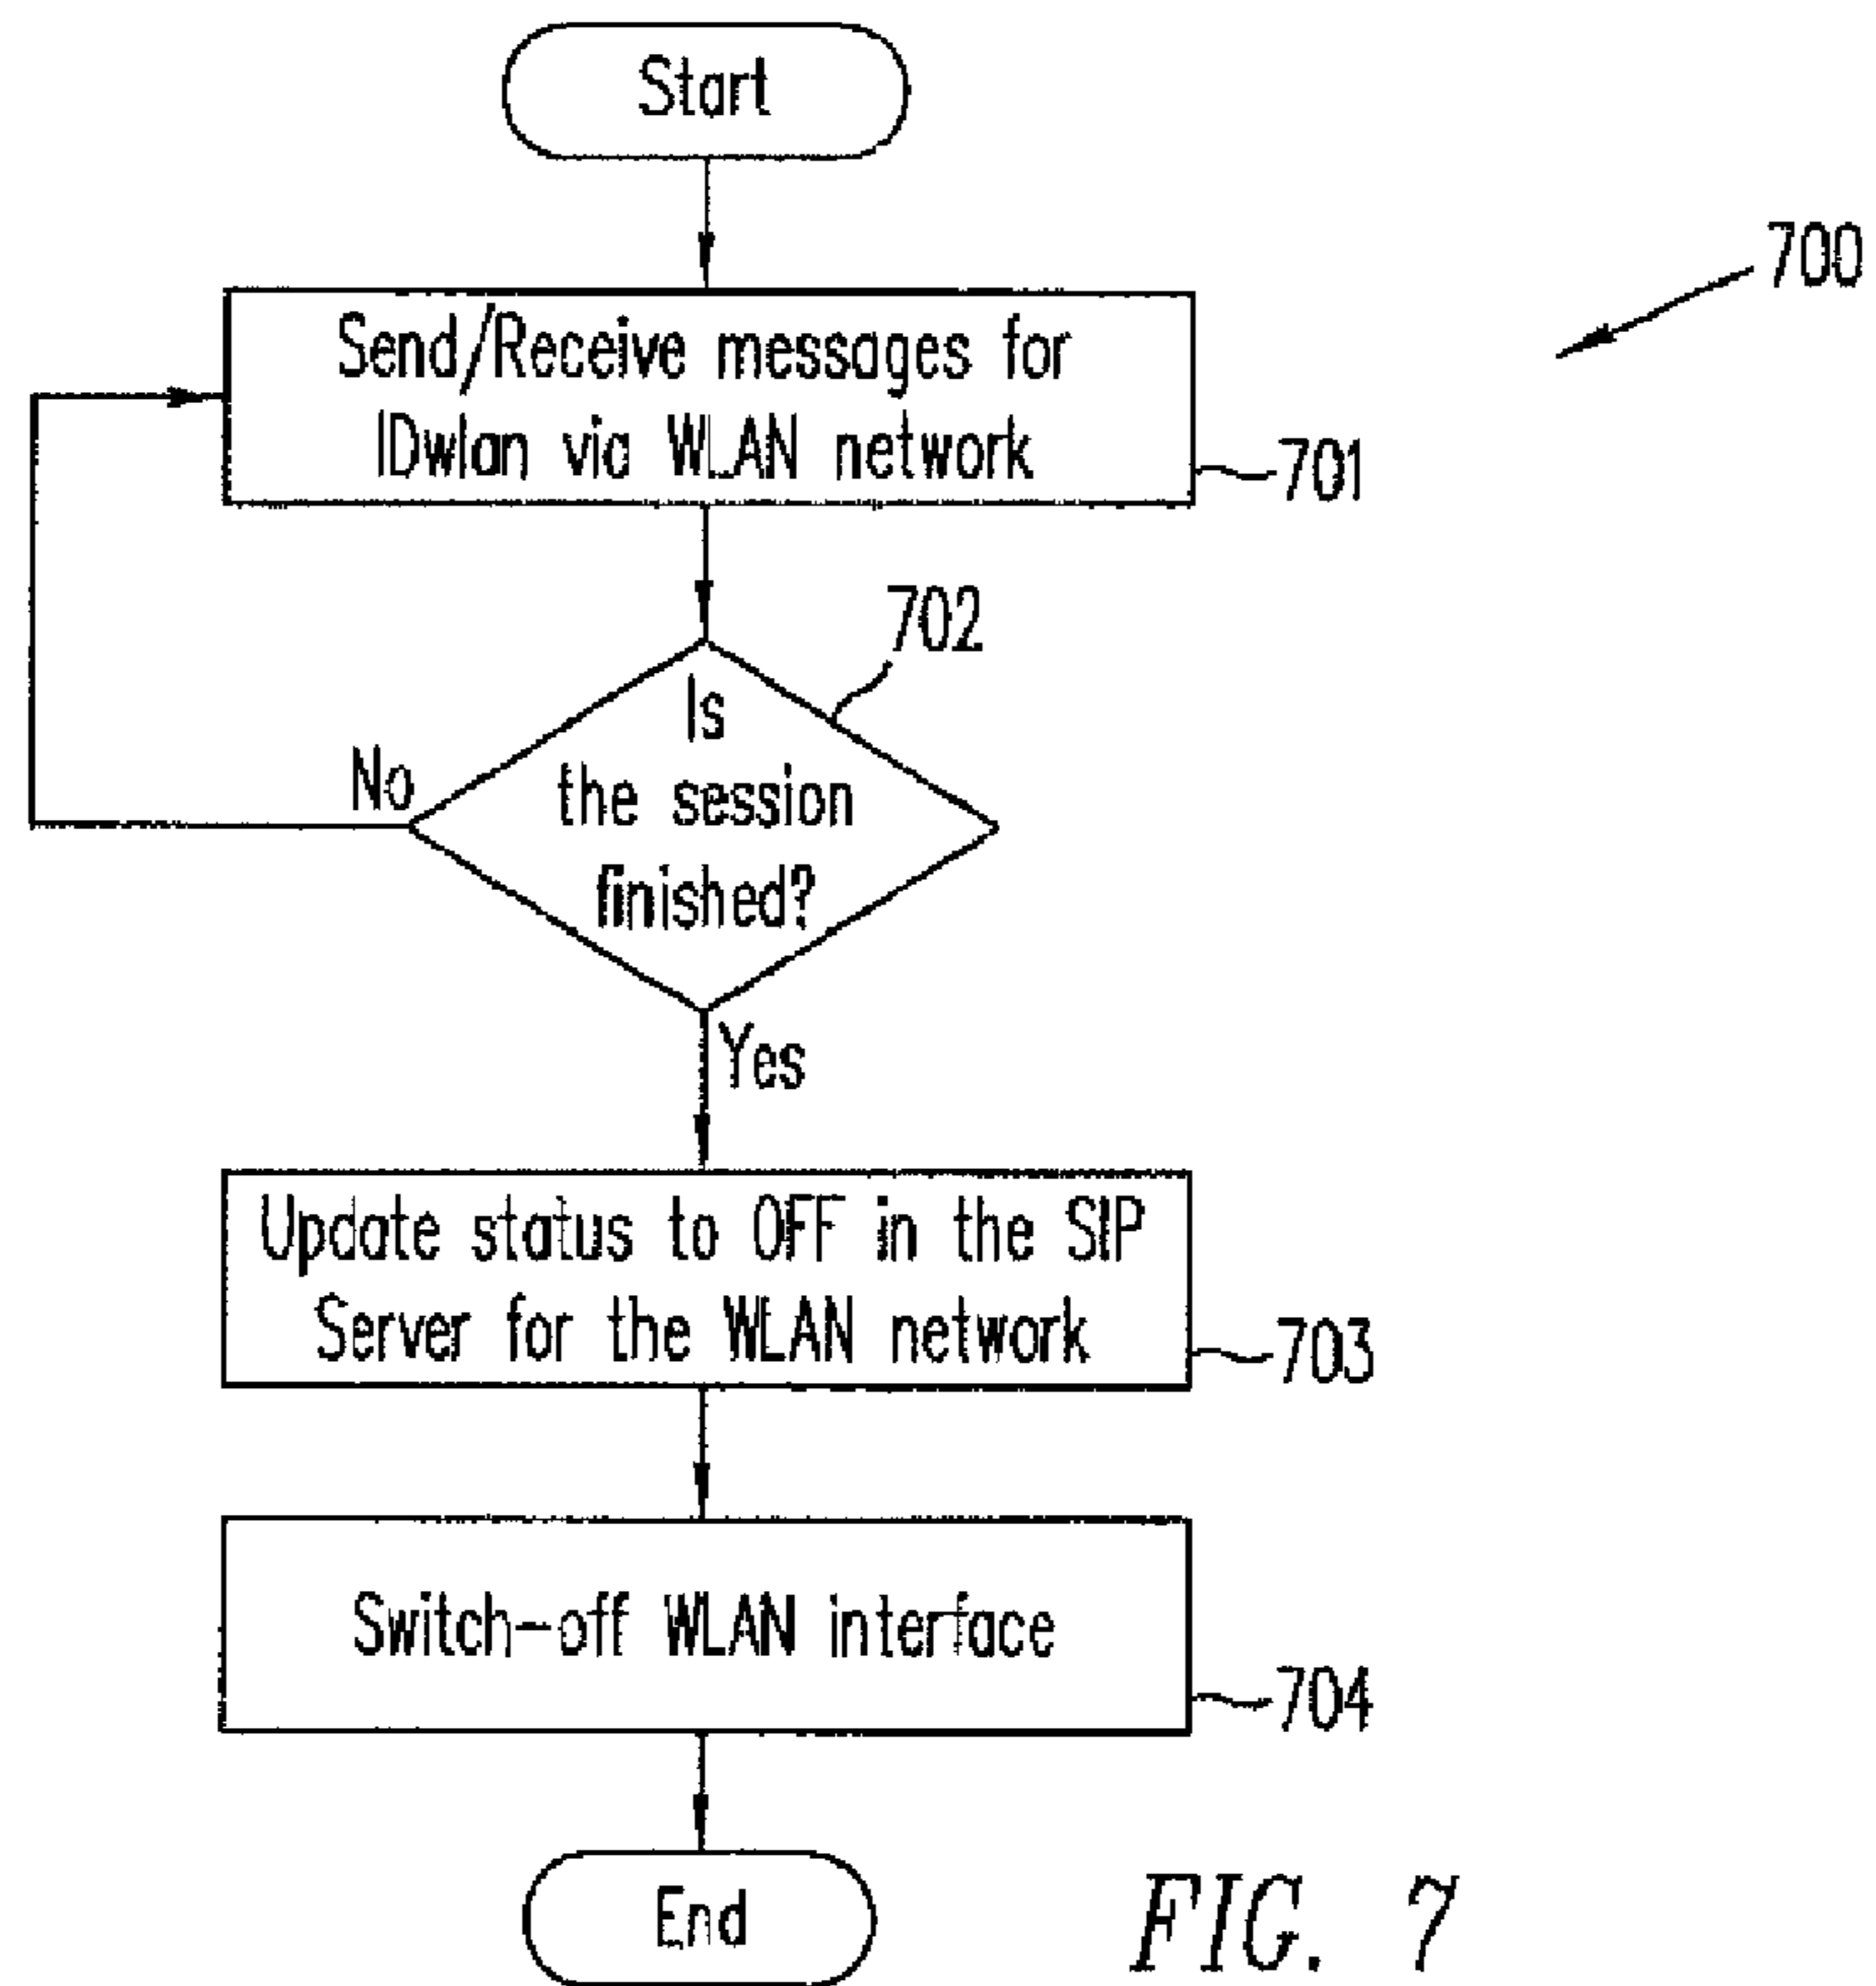 Start
700
Send/Receive messages for
IDwlan via WLAN network
701
702
Is
the session
finished?
No
Yes
Update status to OFF in the SIP
Server for the WLAN network
703
Switch-off WLAN interface
704
End
FIG. 7